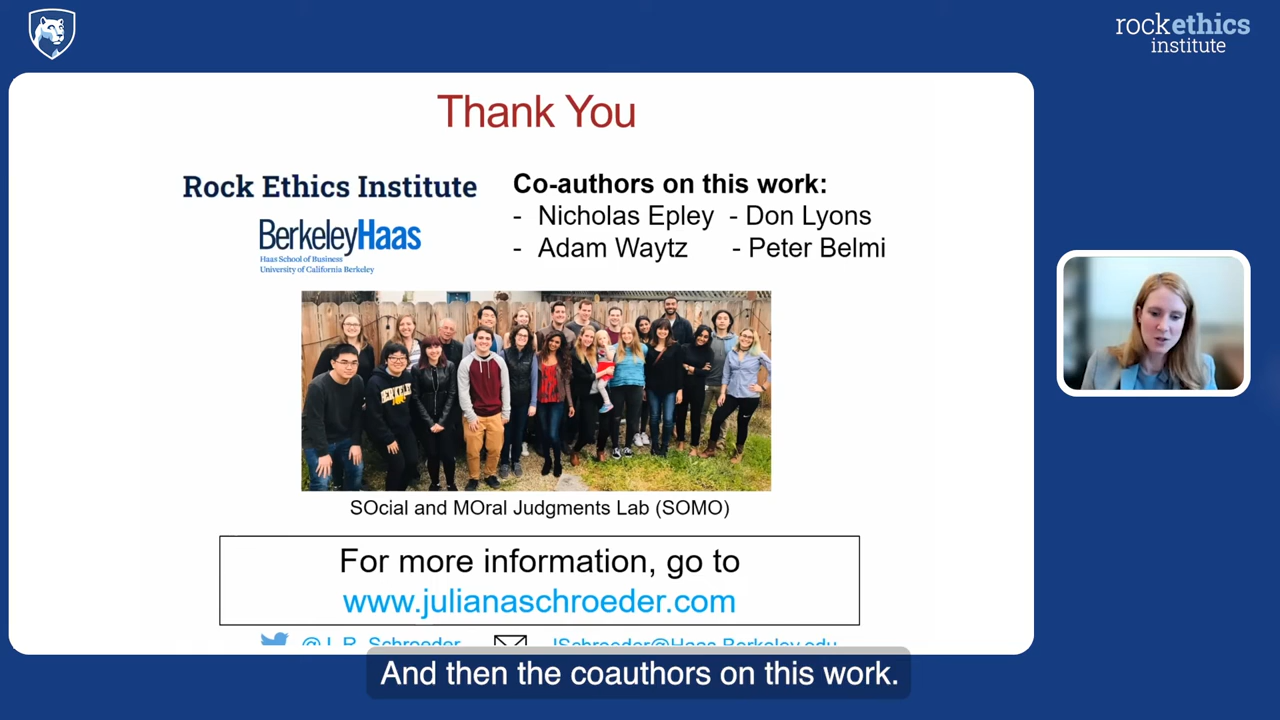 rockethics
institute
Thank You
Rock Ethics Institute
BerkeleyHaas
Haas School of Business
University of California Berkeley
Co-authors on this work:
- Nicholas Epley - Don Lyons
- Adam Waytz - Peter Belmi
BERKELEY
SOcial and MOral Judgments Lab (SOMO)
For more information, go to
www.julianaschroeder.com
@J_R_Schroeder JSchroeder@Haas.Berkeley.edu
And then the coauthors on this work.